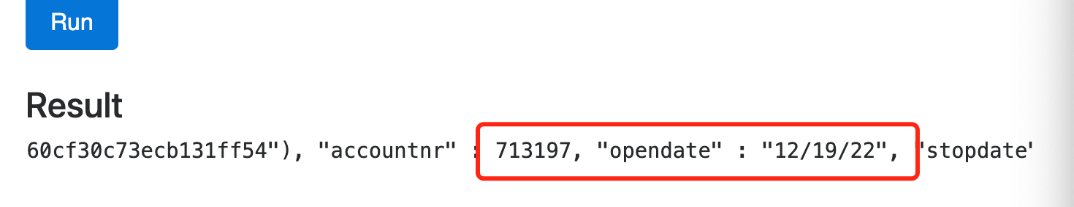 Run
Result
60cf30c73ecb131ff54"), "accountnr" : 713197, "opendate" : "12/19/22", "stopdate"